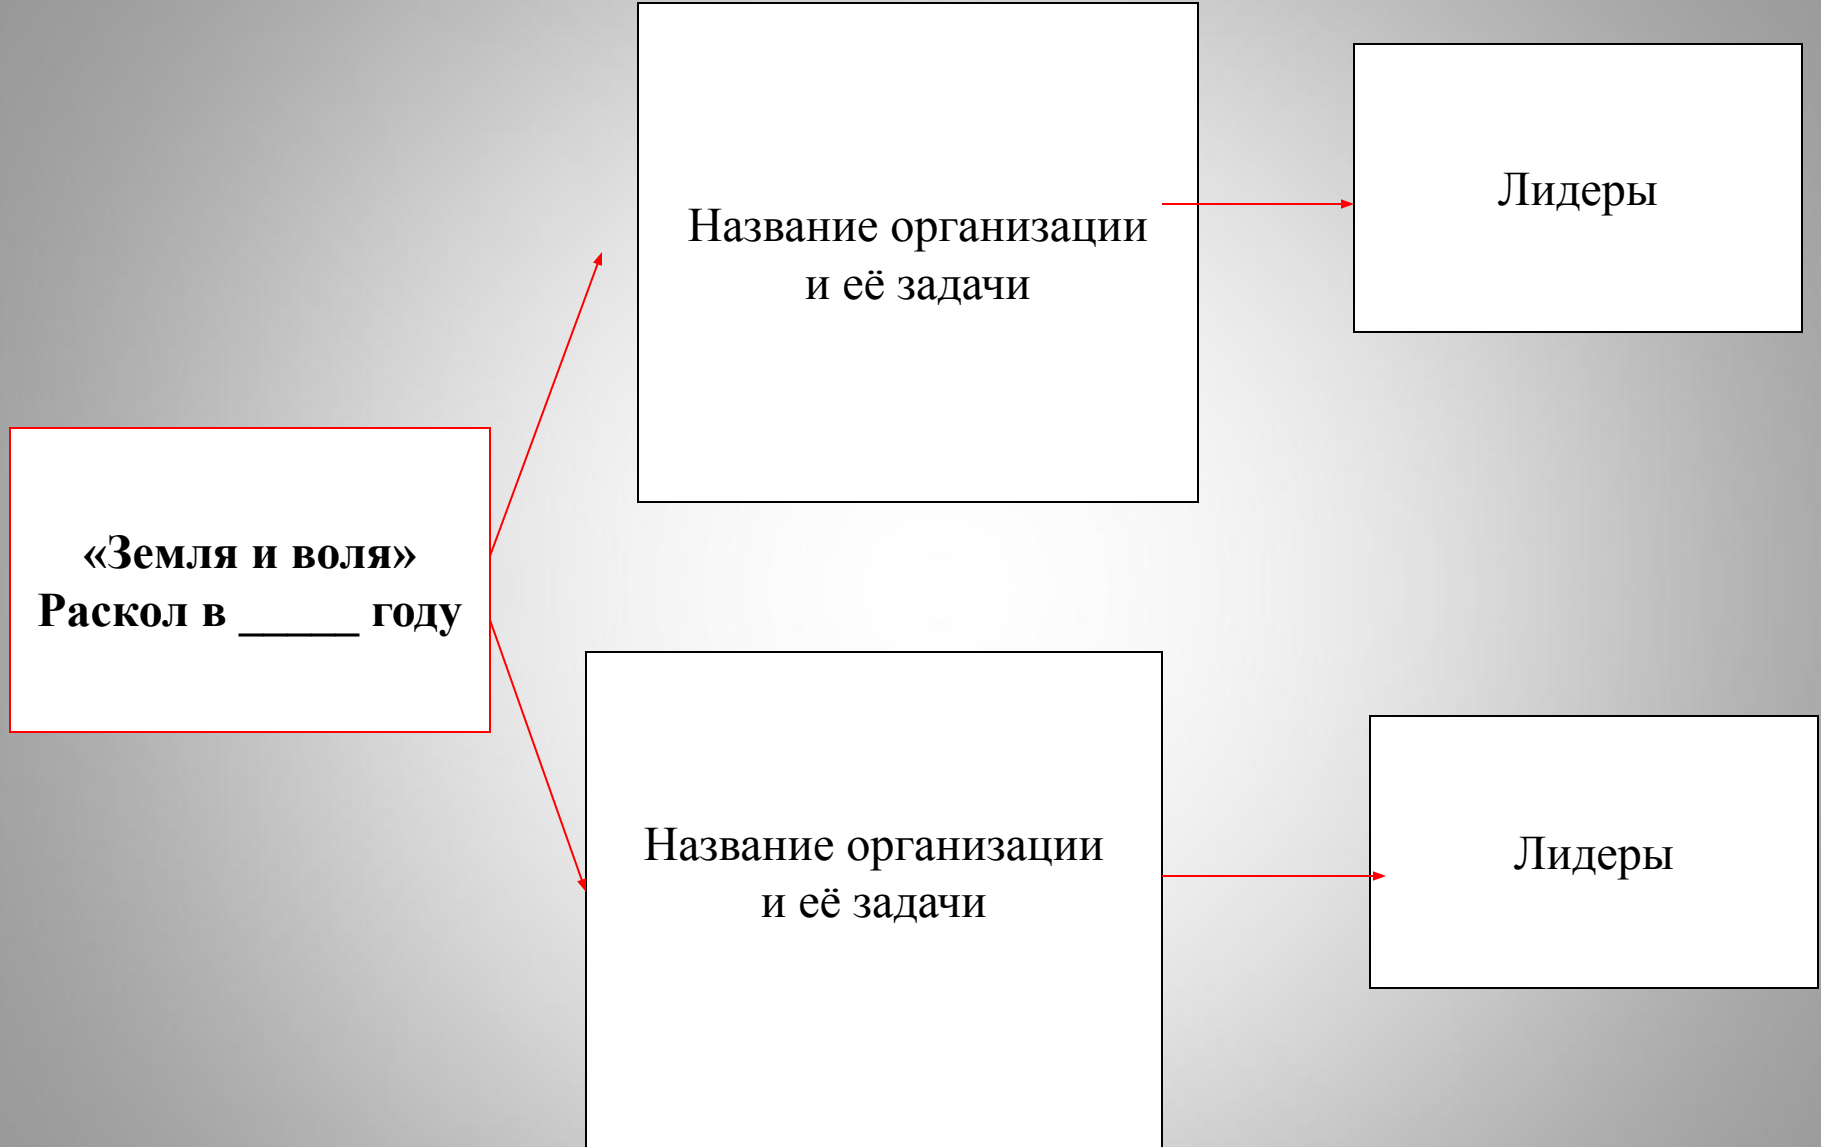 Название организации
и её задачи
Лидеры
«Земля и воля»
Раскол в _____ году
Название организации
и её задачи
Лидеры